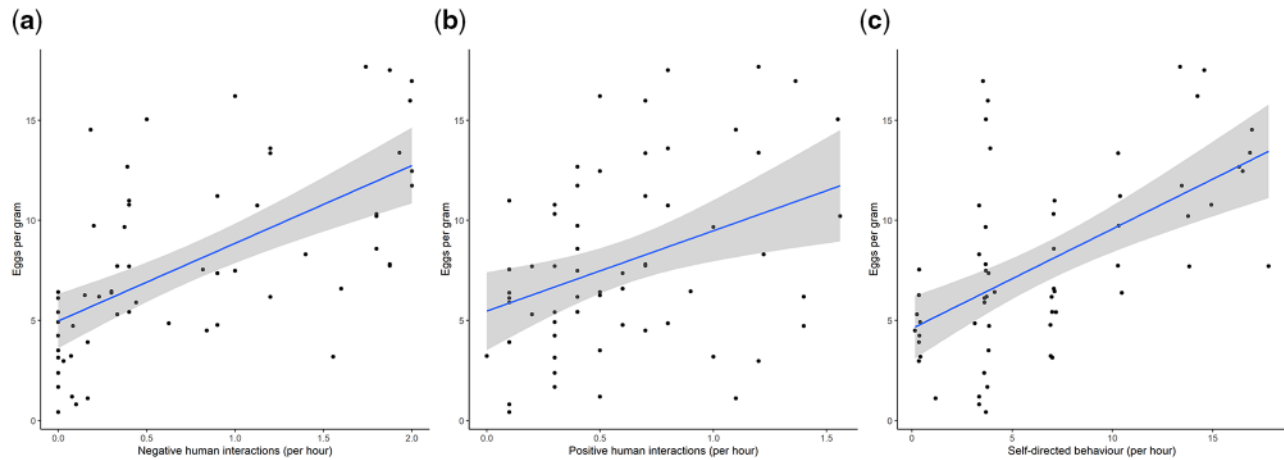 (a)
(b)
(c)
Eggs per gram
15
10
5
0
0.0
0.5
1.0
1.5
2.0
Negative human interactions (per hour)
Eggs per gram
15
10
5
0
0.0
0.5
1.0
1.5
Positive human interactions (per hour)
Eggs per gram
15
10
5
0
0
5
10
15
Self-directed behaviour (per hour)